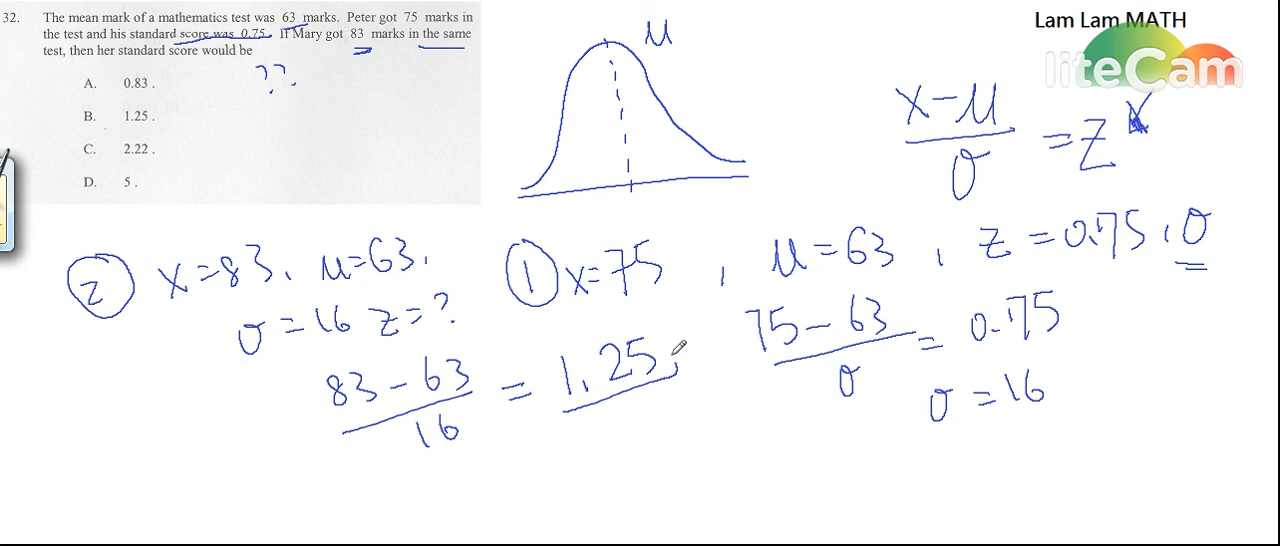 32. The mean mark of a mathematics test was 63 marks. Peter got 75 marks in
the test and his standard score was 0.75. If Mary got 83 marks in the same
test, then her standard score would be
??.
A. 0.83 .
B. 1.25 .
C. 2.22 .
D. 5 .
μ
Lam Lam MATH
liteCam
x-μ
σ
= z
① x=75 , μ=63 , z=0.75, σ
75-63
σ
= 0.75
σ=16
② x=83, μ=63,
σ=16 z=?
83-63
16
= 1.25,